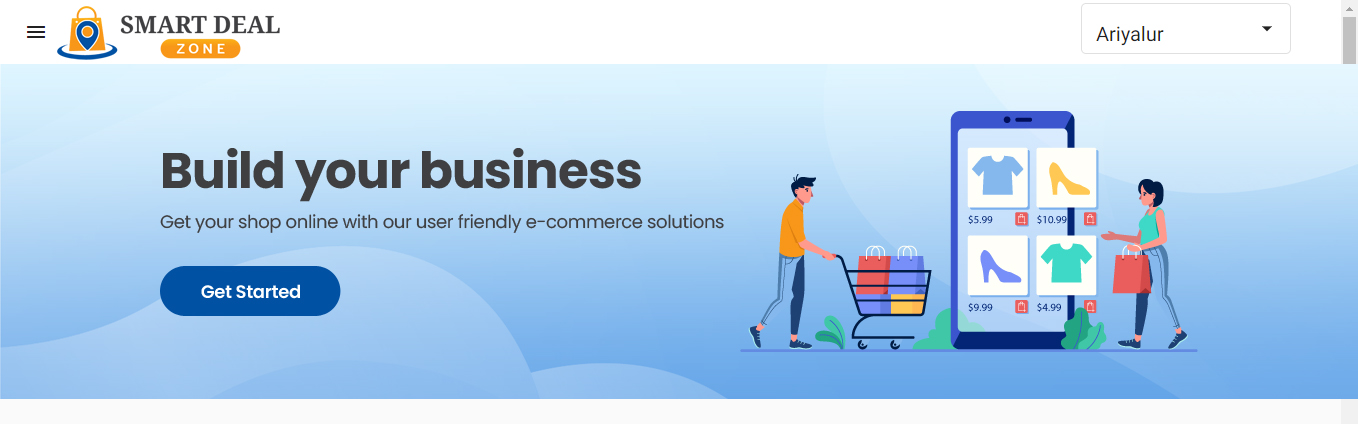 SMART DEAL
ZONE
Ariyalur
Build your business
Get your shop online with our user friendly e-commerce solutions
Get Started
$5.99
$10.99
$9.99
$4.99